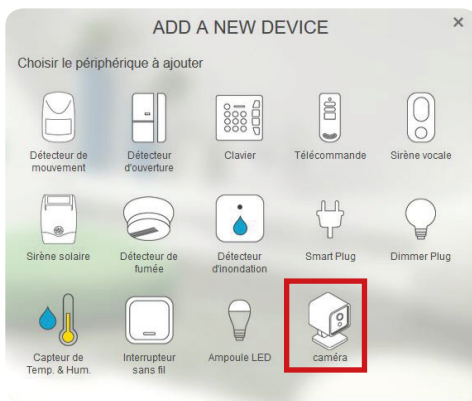 ADD A NEW DEVICE
×
Choisir le périphérique à ajouter
Détecteur de
mouvement
Détecteur
d'ouverture
Clavier
Télécommande
Sirène vocale
Sirène solaire
Détecteur de
fumée
Détecteur
d'inondation
Smart Plug
Dimmer Plug
Capteur de
Temp. & Hum.
Interrupteur
sans fil
Ampoule LED
caméra